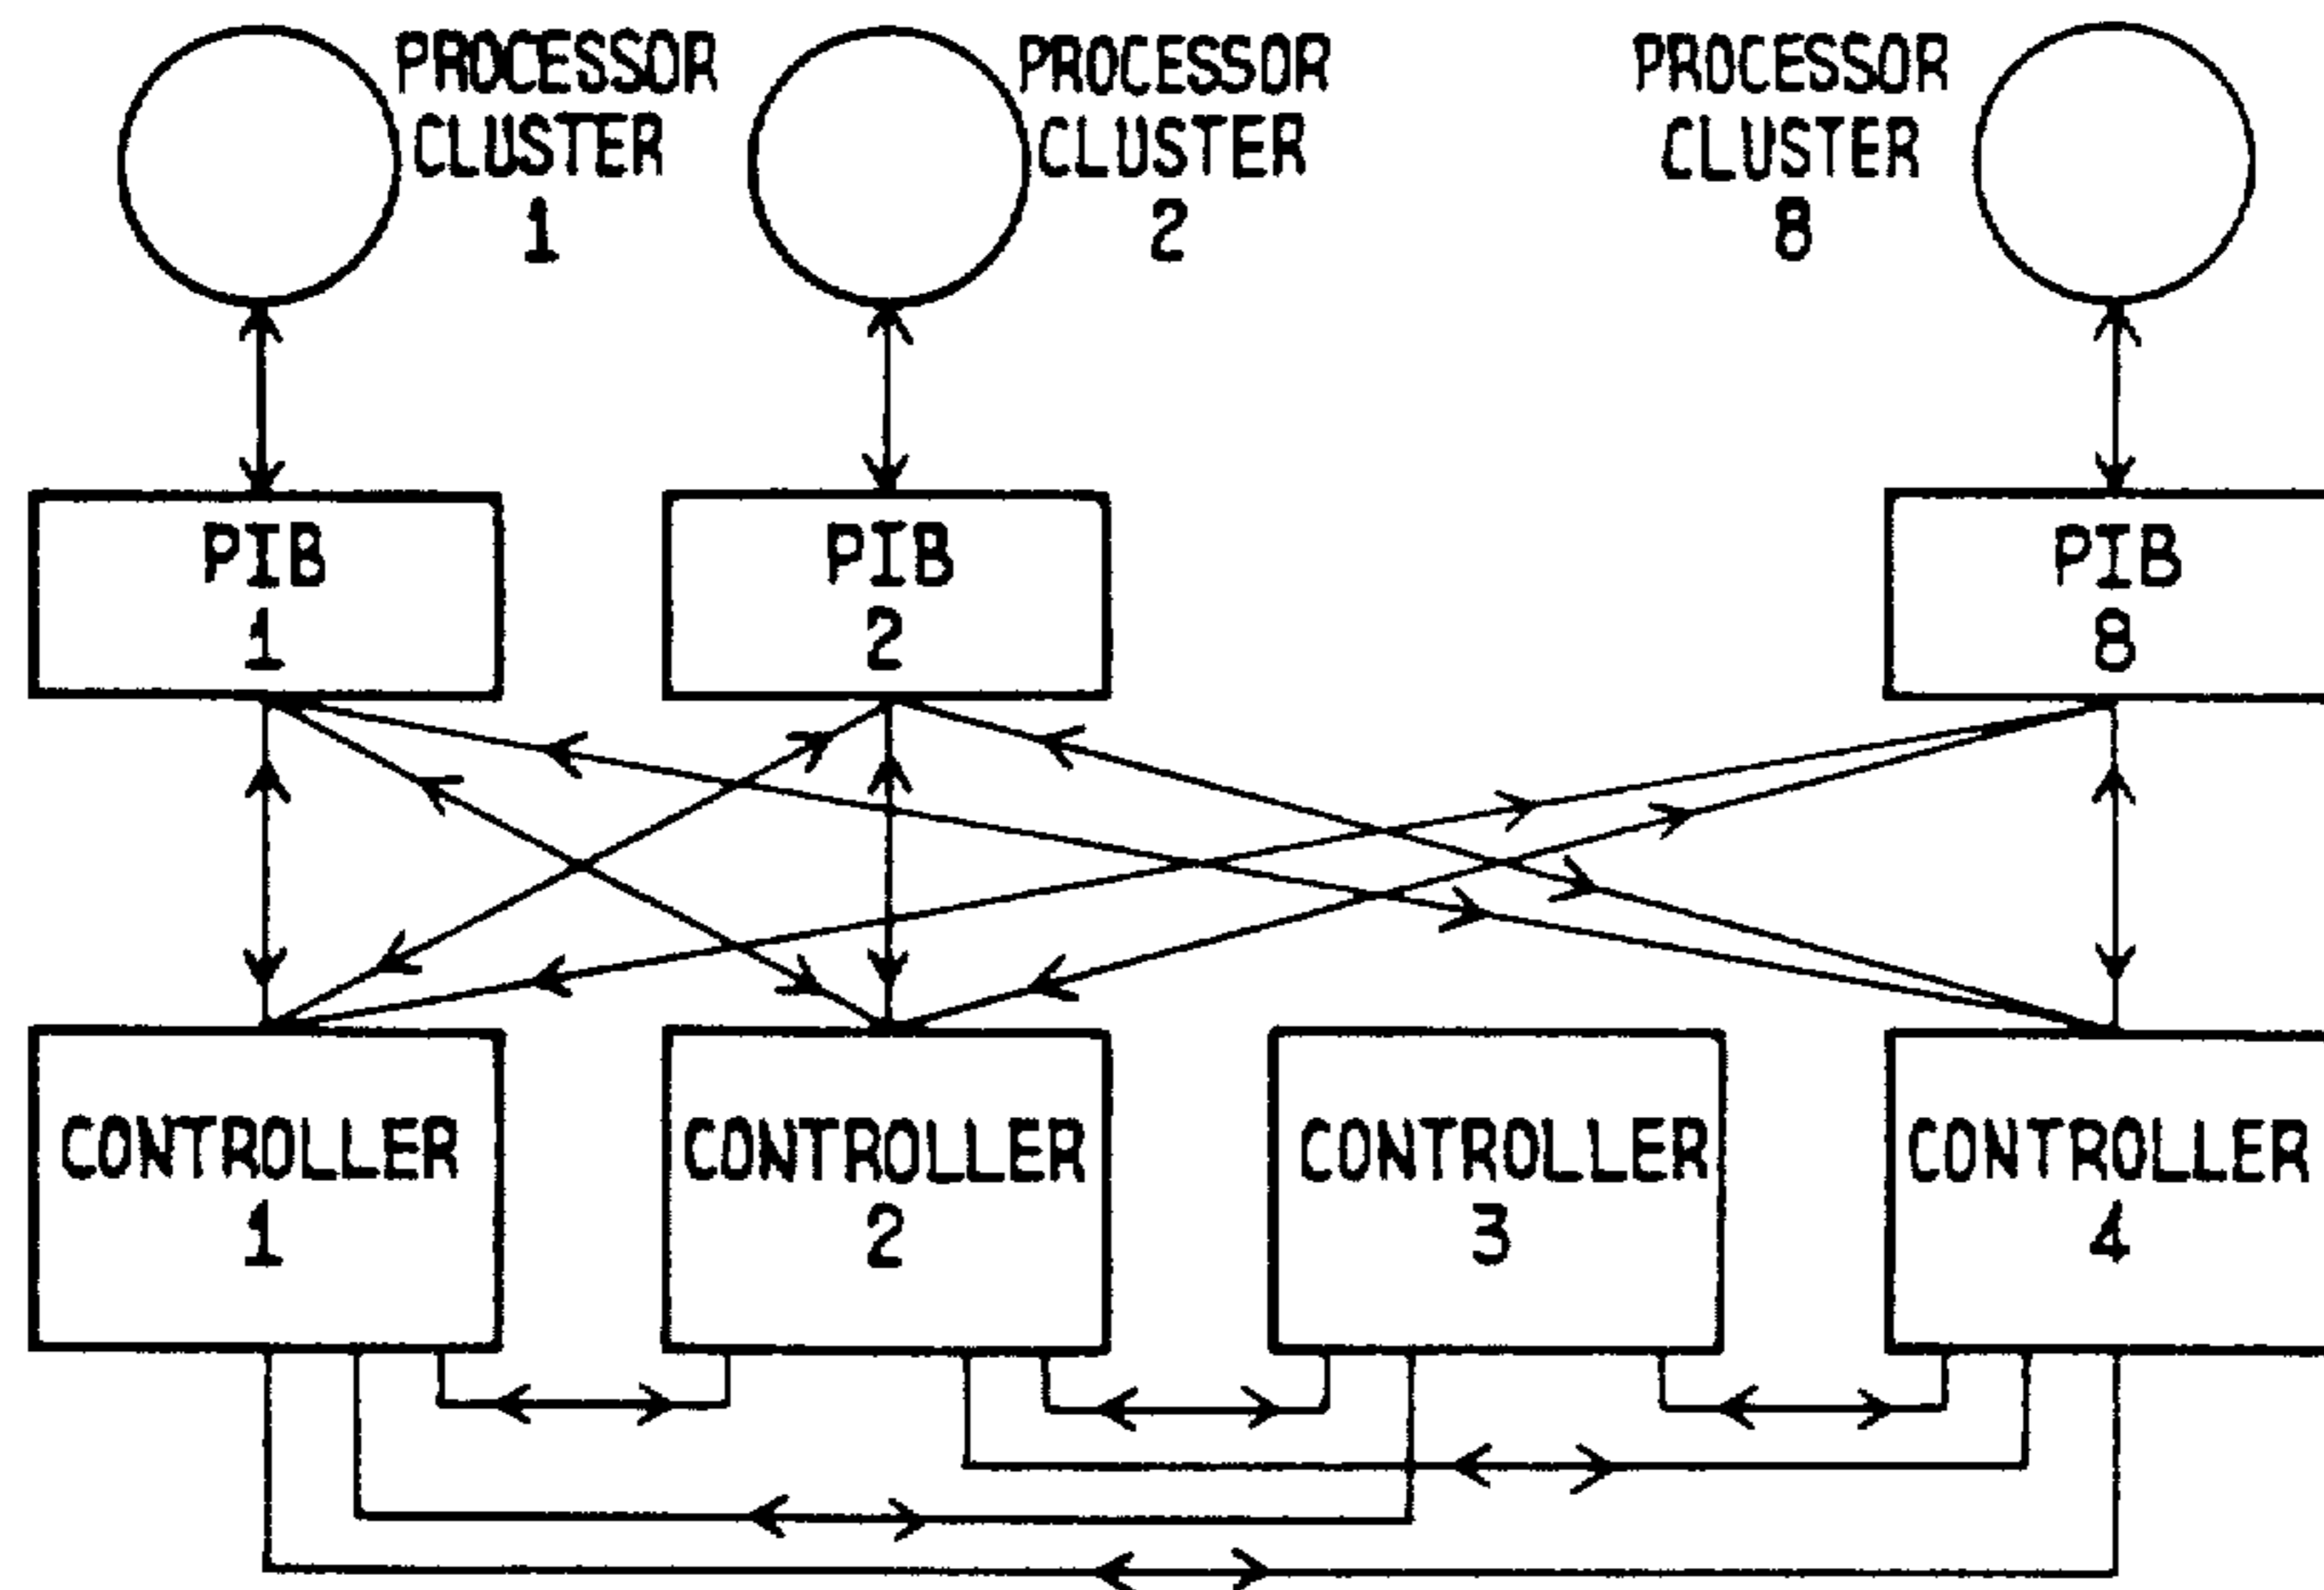 PROCESSOR
CLUSTER
1
PROCESSOR
CLUSTER
2
PROCESSOR
CLUSTER
8
PIB
1
PIB
2
PIB
8
CONTROLLER
1
CONTROLLER
2
CONTROLLER
3
CONTROLLER
4